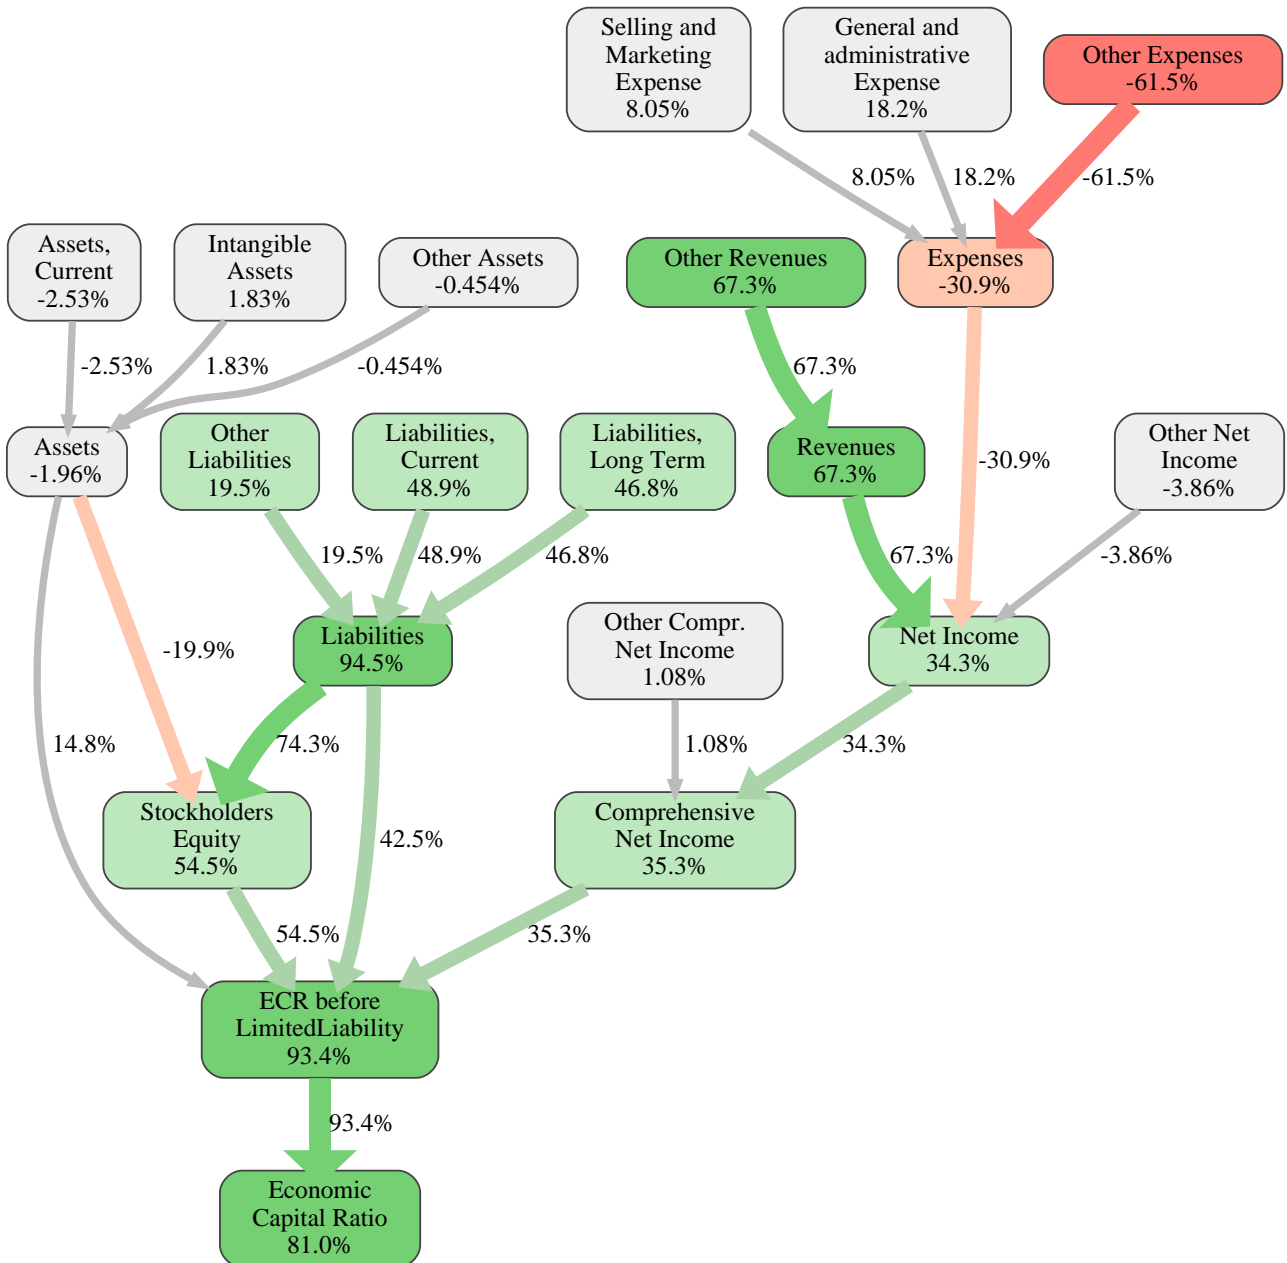 Selling and
Marketing
Expense
8.05%
General and
administrative
Expense
18.2%
Other Expenses
-61.5%
8.05%
18.2%
-61.5%
Assets,
Current
-2.53%
Intangible
Assets
1.83%
Other Assets
-0.454%
Other Revenues
67.3%
Expenses
-30.9%
-2.53%
1.83%
-0.454%
67.3%
Assets
-1.96%
Other
Liabilities
19.5%
Liabilities,
Current
48.9%
Liabilities,
Long Term
46.8%
Revenues
67.3%
-30.9%
Other Net
Income
-3.86%
19.5%
48.9%
46.8%
67.3%
-3.86%
-19.9%
Liabilities
94.5%
Other Compr.
Net Income
1.08%
Net Income
34.3%
14.8%
74.3%
1.08%
34.3%
Stockholders
Equity
54.5%
42.5%
Comprehensive
Net Income
35.3%
54.5%
35.3%
ECR before
LimitedLiability
93.4%
93.4%
Economic
Capital Ratio
81.0%